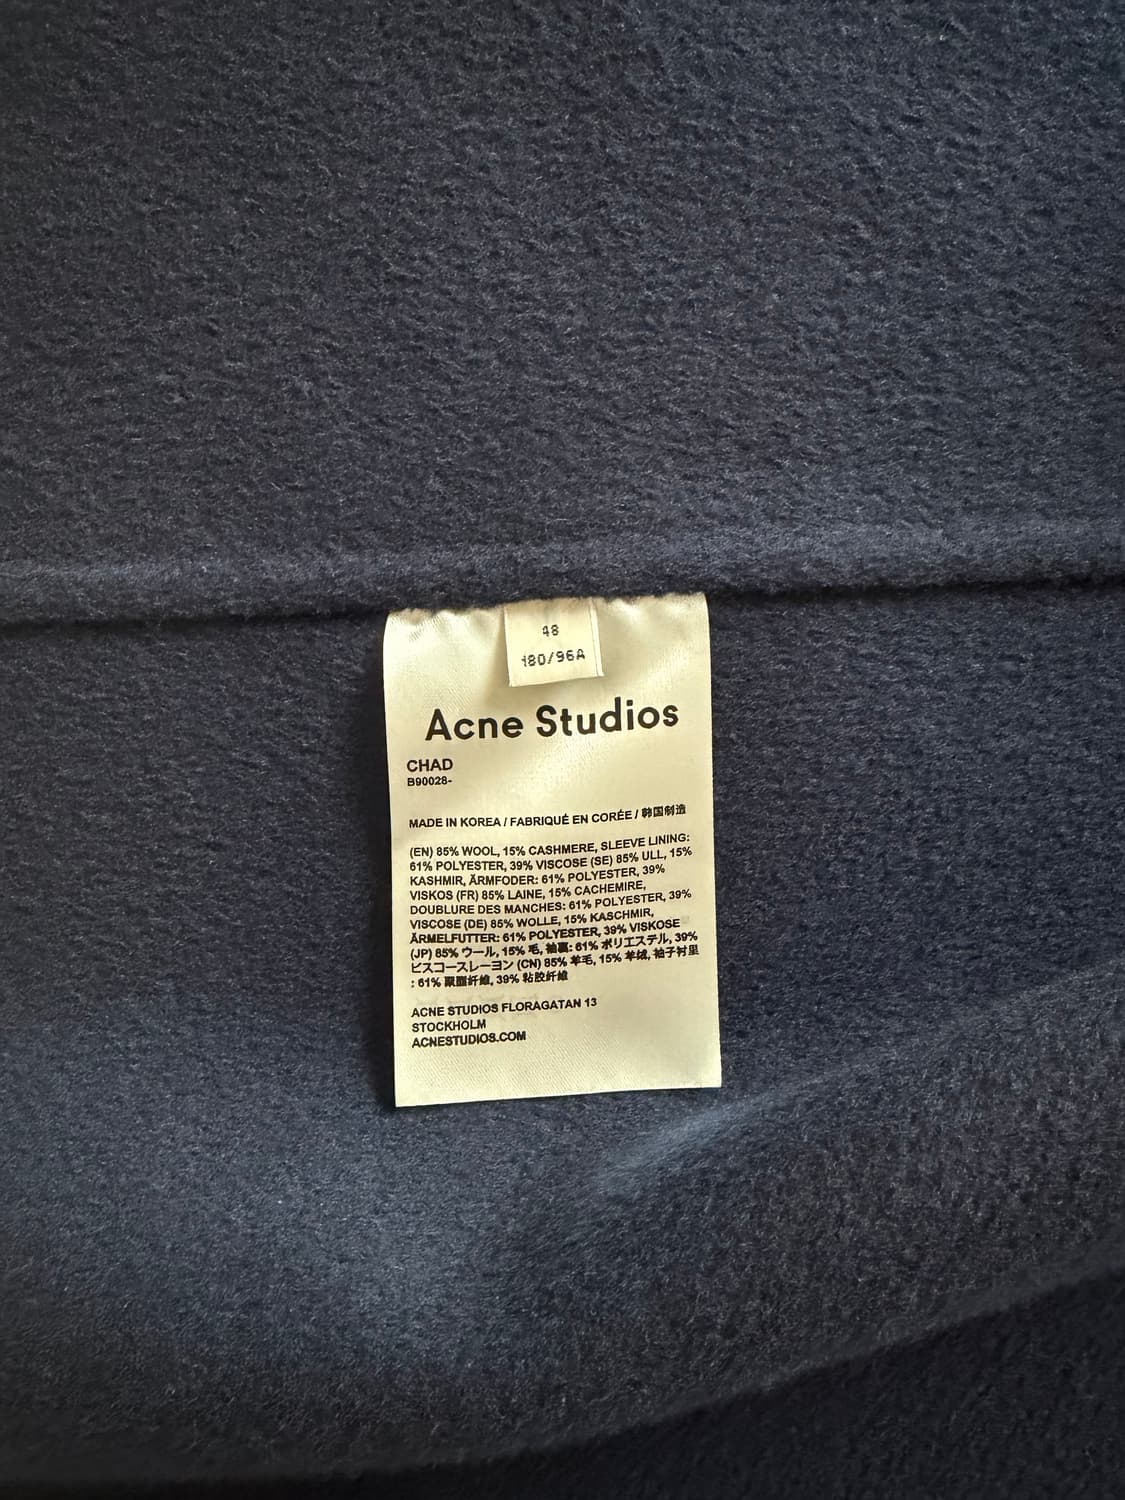 48
180/96A
Acne Studios
CHAD
B90028-
MADE IN KOREA / FABRIQUÉ EN CORÉE / 韩国制造
(EN) 85% WOOL, 15% CASHMERE, SLEEVE LINING:
61% POLYESTER, 39% VISCOSE (SE) 85% ULL, 15%
KASHMIR, ÄRMFODER: 61% POLYESTER, 39%
VISKOS (FR) 85% LAINE, 15% CACHEMIRE,
DOUBLURE DES MANCHES: 61% POLYESTER, 39%
VISCOSE (DE) 85% WOLLE, 15% KASCHMIR,
ÄRMELFUTTER: 61% POLYESTER, 39% VISKOSE
(JP) 85% ウール, 15% 毛, 袖裏: 61% ポリエステル, 39%
ビスコースレーヨン (CN) 85% 羊毛, 15% 羊绒, 袖子衬里
: 61% 聚酯纤维, 39% 粘胶纤维
ACNE STUDIOS FLORAGATAN 13
STOCKHOLM
ACNESTUDIOS.COM